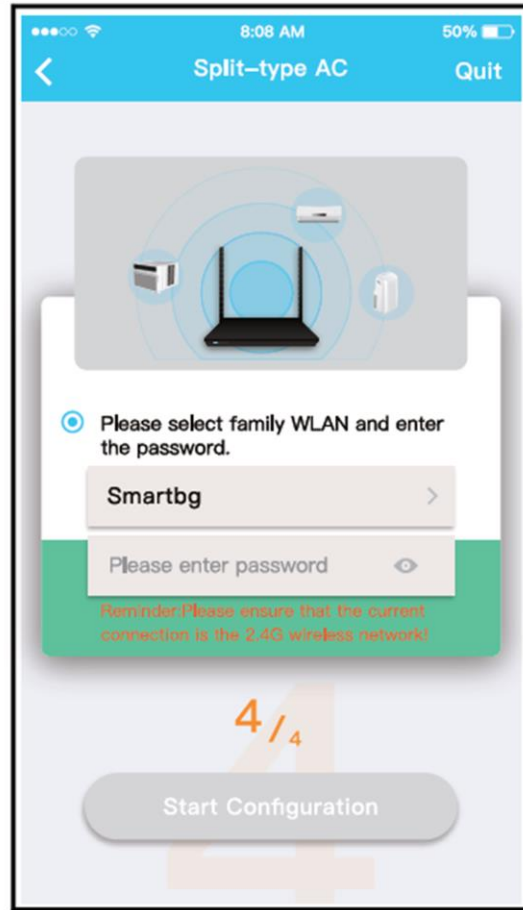 8:08 AM
50%
Split-type AC
Quit
Please select family WLAN and enter
the password.
Smartbg
Please enter password
Reminder:Please ensure that the current
connection is the 2.4G wireless network!
4/4
4
Start Configuration